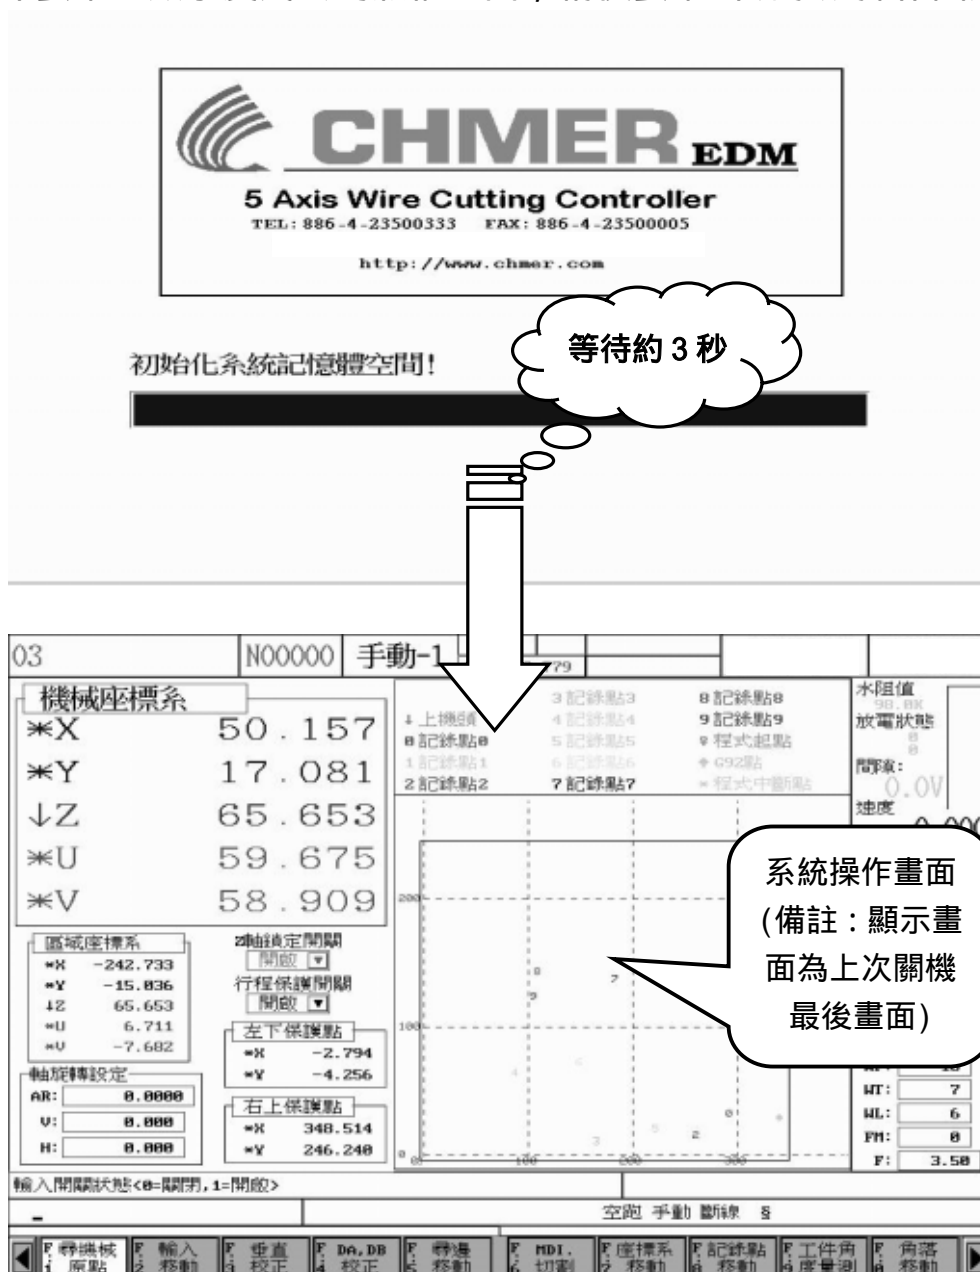 CHMER EDM
5 Axis Wire Cutting Controller
TEL:886-4-23500333 FAX:886-4-23500005
http://www.chmer.com
等待約 3 秒
初始化系統記憶體空間!
03 N00000 手動-1
機械座標系
*X 50.157
*Y 17.081
↓Z 65.653
*U 59.675
*V 58.909
3記錄點3 8記錄點8
↓上機頭 4記錄點4 9記錄點9
0記錄點0 5記錄點5 程式起點
1記錄點1 6記錄點6 G92點
2記錄點2 7記錄點7 程式中斷點
水阻值
放電狀態
0
0
間隙:
0.0V
速度
200
100
0 0 100 200 300
系統操作畫面
(備註:顯示畫
面為上次關機
最後畫面)
區域座標系
*X -242.733
*Y -15.036
↓Z 65.653
*U 6.711
*V -7.682
Z軸鎖定開關
開啟
行程保護開關
開啟
左下保護點
*X -2.794
*Y -4.256
右上保護點
*X 348.514
*Y 246.240
軸旋轉設定
AR: 0.0000
V: 0.000
H: 0.000
WT: 7
WL: 6
FM: 0
F: 3.50
輸入開關狀態<0=關閉,1=開啟>
空跑 手動 斷線 §
F1 尋機械原點 F2 輸入移動 F3 垂直校正 F4 DA,DB校正 F5 尋邊移動 F6 MDI.切割 F7 座標系移動 F8 記錄點移動 F9 工件角度量測 角落移動